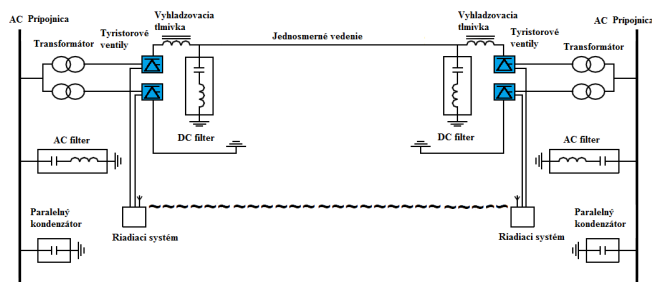 AC Prípojnica
Transformátor
Tyristorové
ventily
Vyhladzovacia
tlmivka
Jednosmerné vedenie
Vyhladzovacia
tlmivka
Tyristorové
ventily
Transformátor
AC Prípojnica
DC filter
DC filter
AC filter
AC filter
Paralelný
kondenzátor
Riadiaci systém
Riadiaci systém
Paralelný
kondenzátor